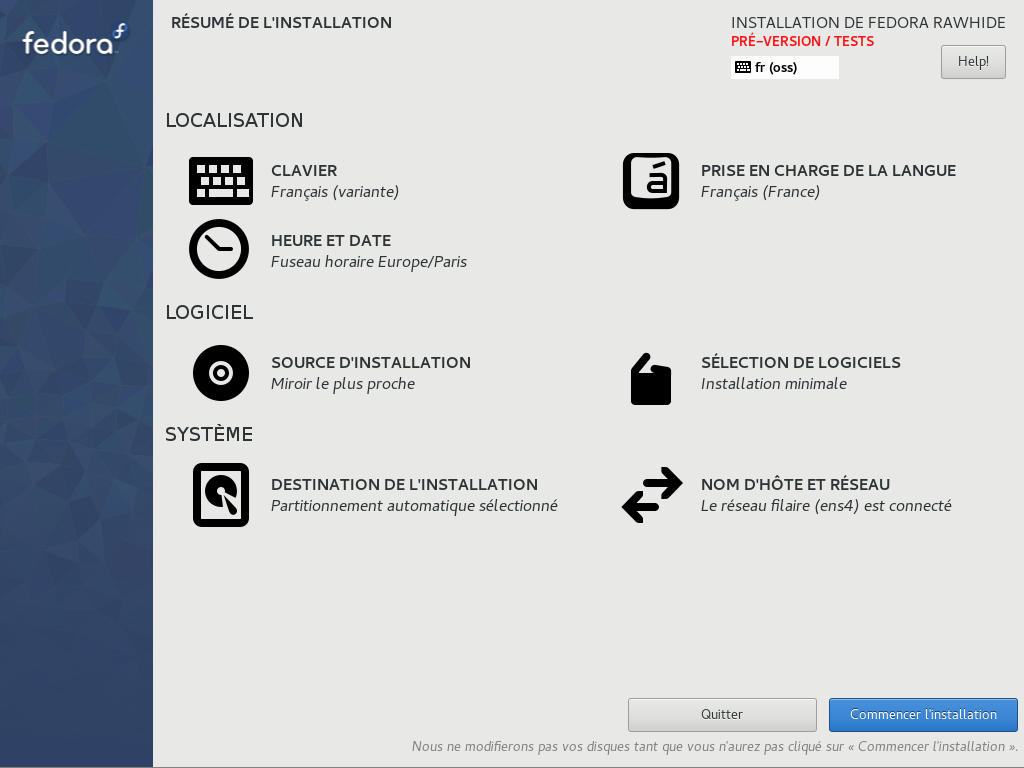 fedora
RÉSUMÉ DE L'INSTALLATION
INSTALLATION DE FEDORA RAWHIDE
PRÉ-VERSION / TESTS
fr (oss)
Help!
LOCALISATION
CLAVIER
Français (variante)
PRISE EN CHARGE DE LA LANGUE
Français (France)
HEURE ET DATE
Fuseau horaire Europe/Paris
LOGICIEL
SOURCE D'INSTALLATION
Miroir le plus proche
SÉLECTION DE LOGICIELS
Installation minimale
SYSTÈME
DESTINATION DE L'INSTALLATION
Partitionnement automatique sélectionné
NOM D'HÔTE ET RÉSEAU
Le réseau filaire (ens4) est connecté
Quitter
Commencer l'installation
Nous ne modifierons pas vos disques tant que vous n'aurez pas cliqué sur « Commencer l'installation ».